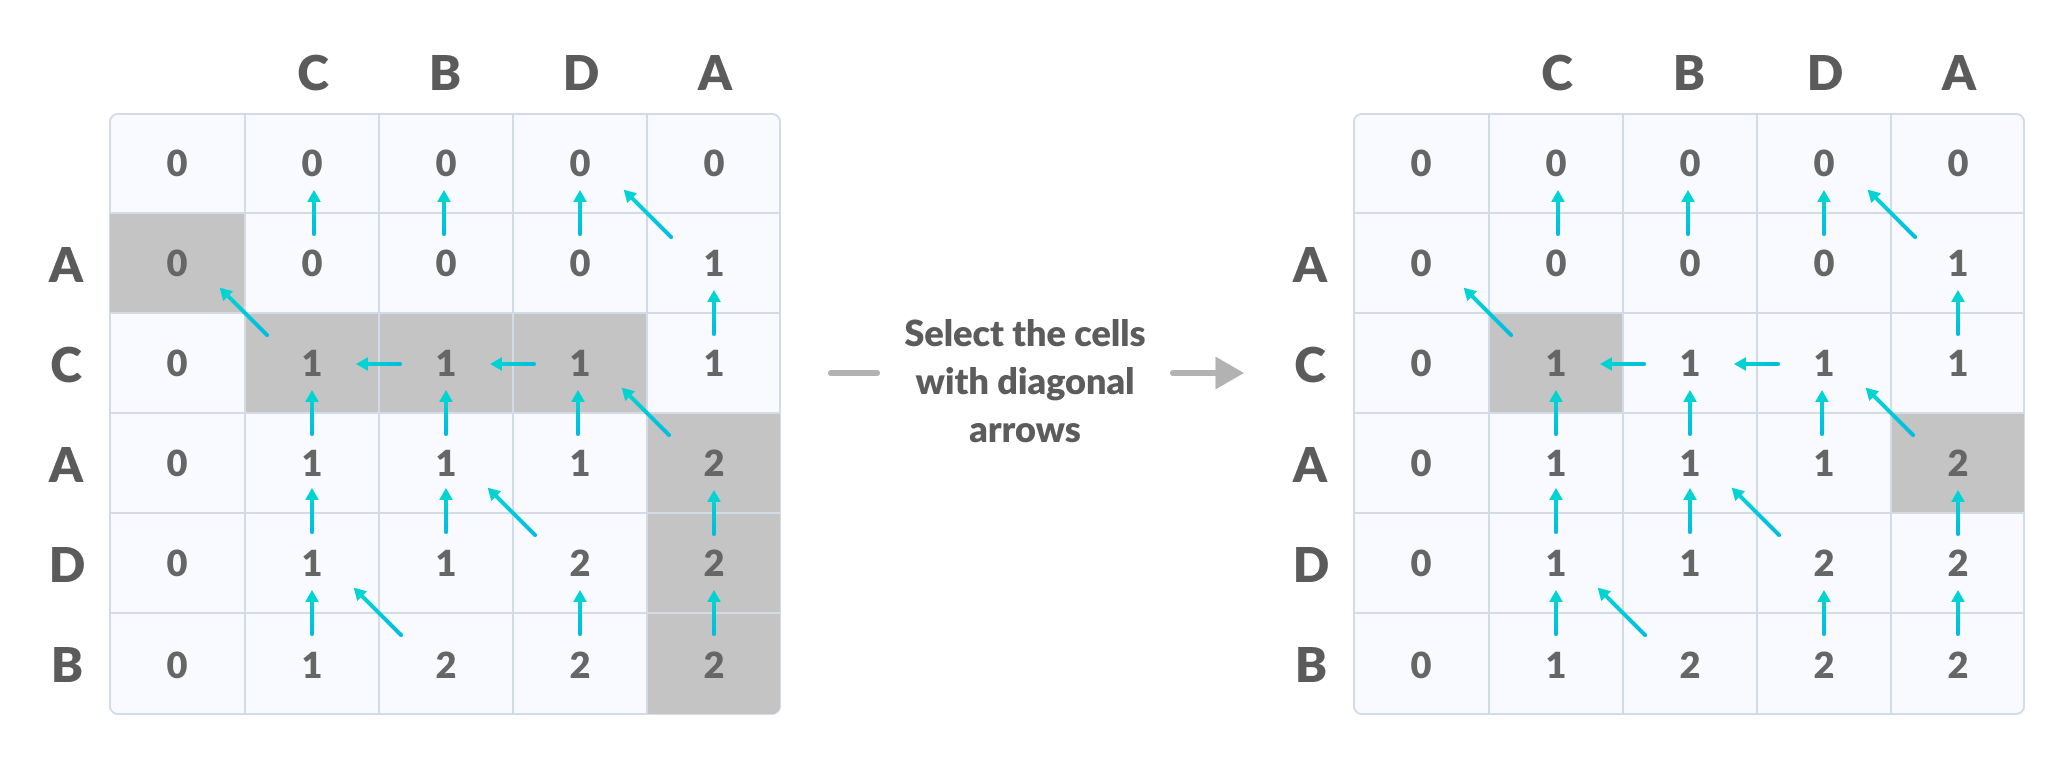 C B D A
0 0 0 0 0
A 0 0 0 0 1
C 0 1 1 1 1
A 0 1 1 1 2
D 0 1 1 2 2
B 0 1 2 2 2
Select the cells
with diagonal
arrows
C B D A
0 0 0 0 0
A 0 0 0 0 1
C 0 1 1 1 1
A 0 1 1 1 2
D 0 1 1 2 2
B 0 1 2 2 2